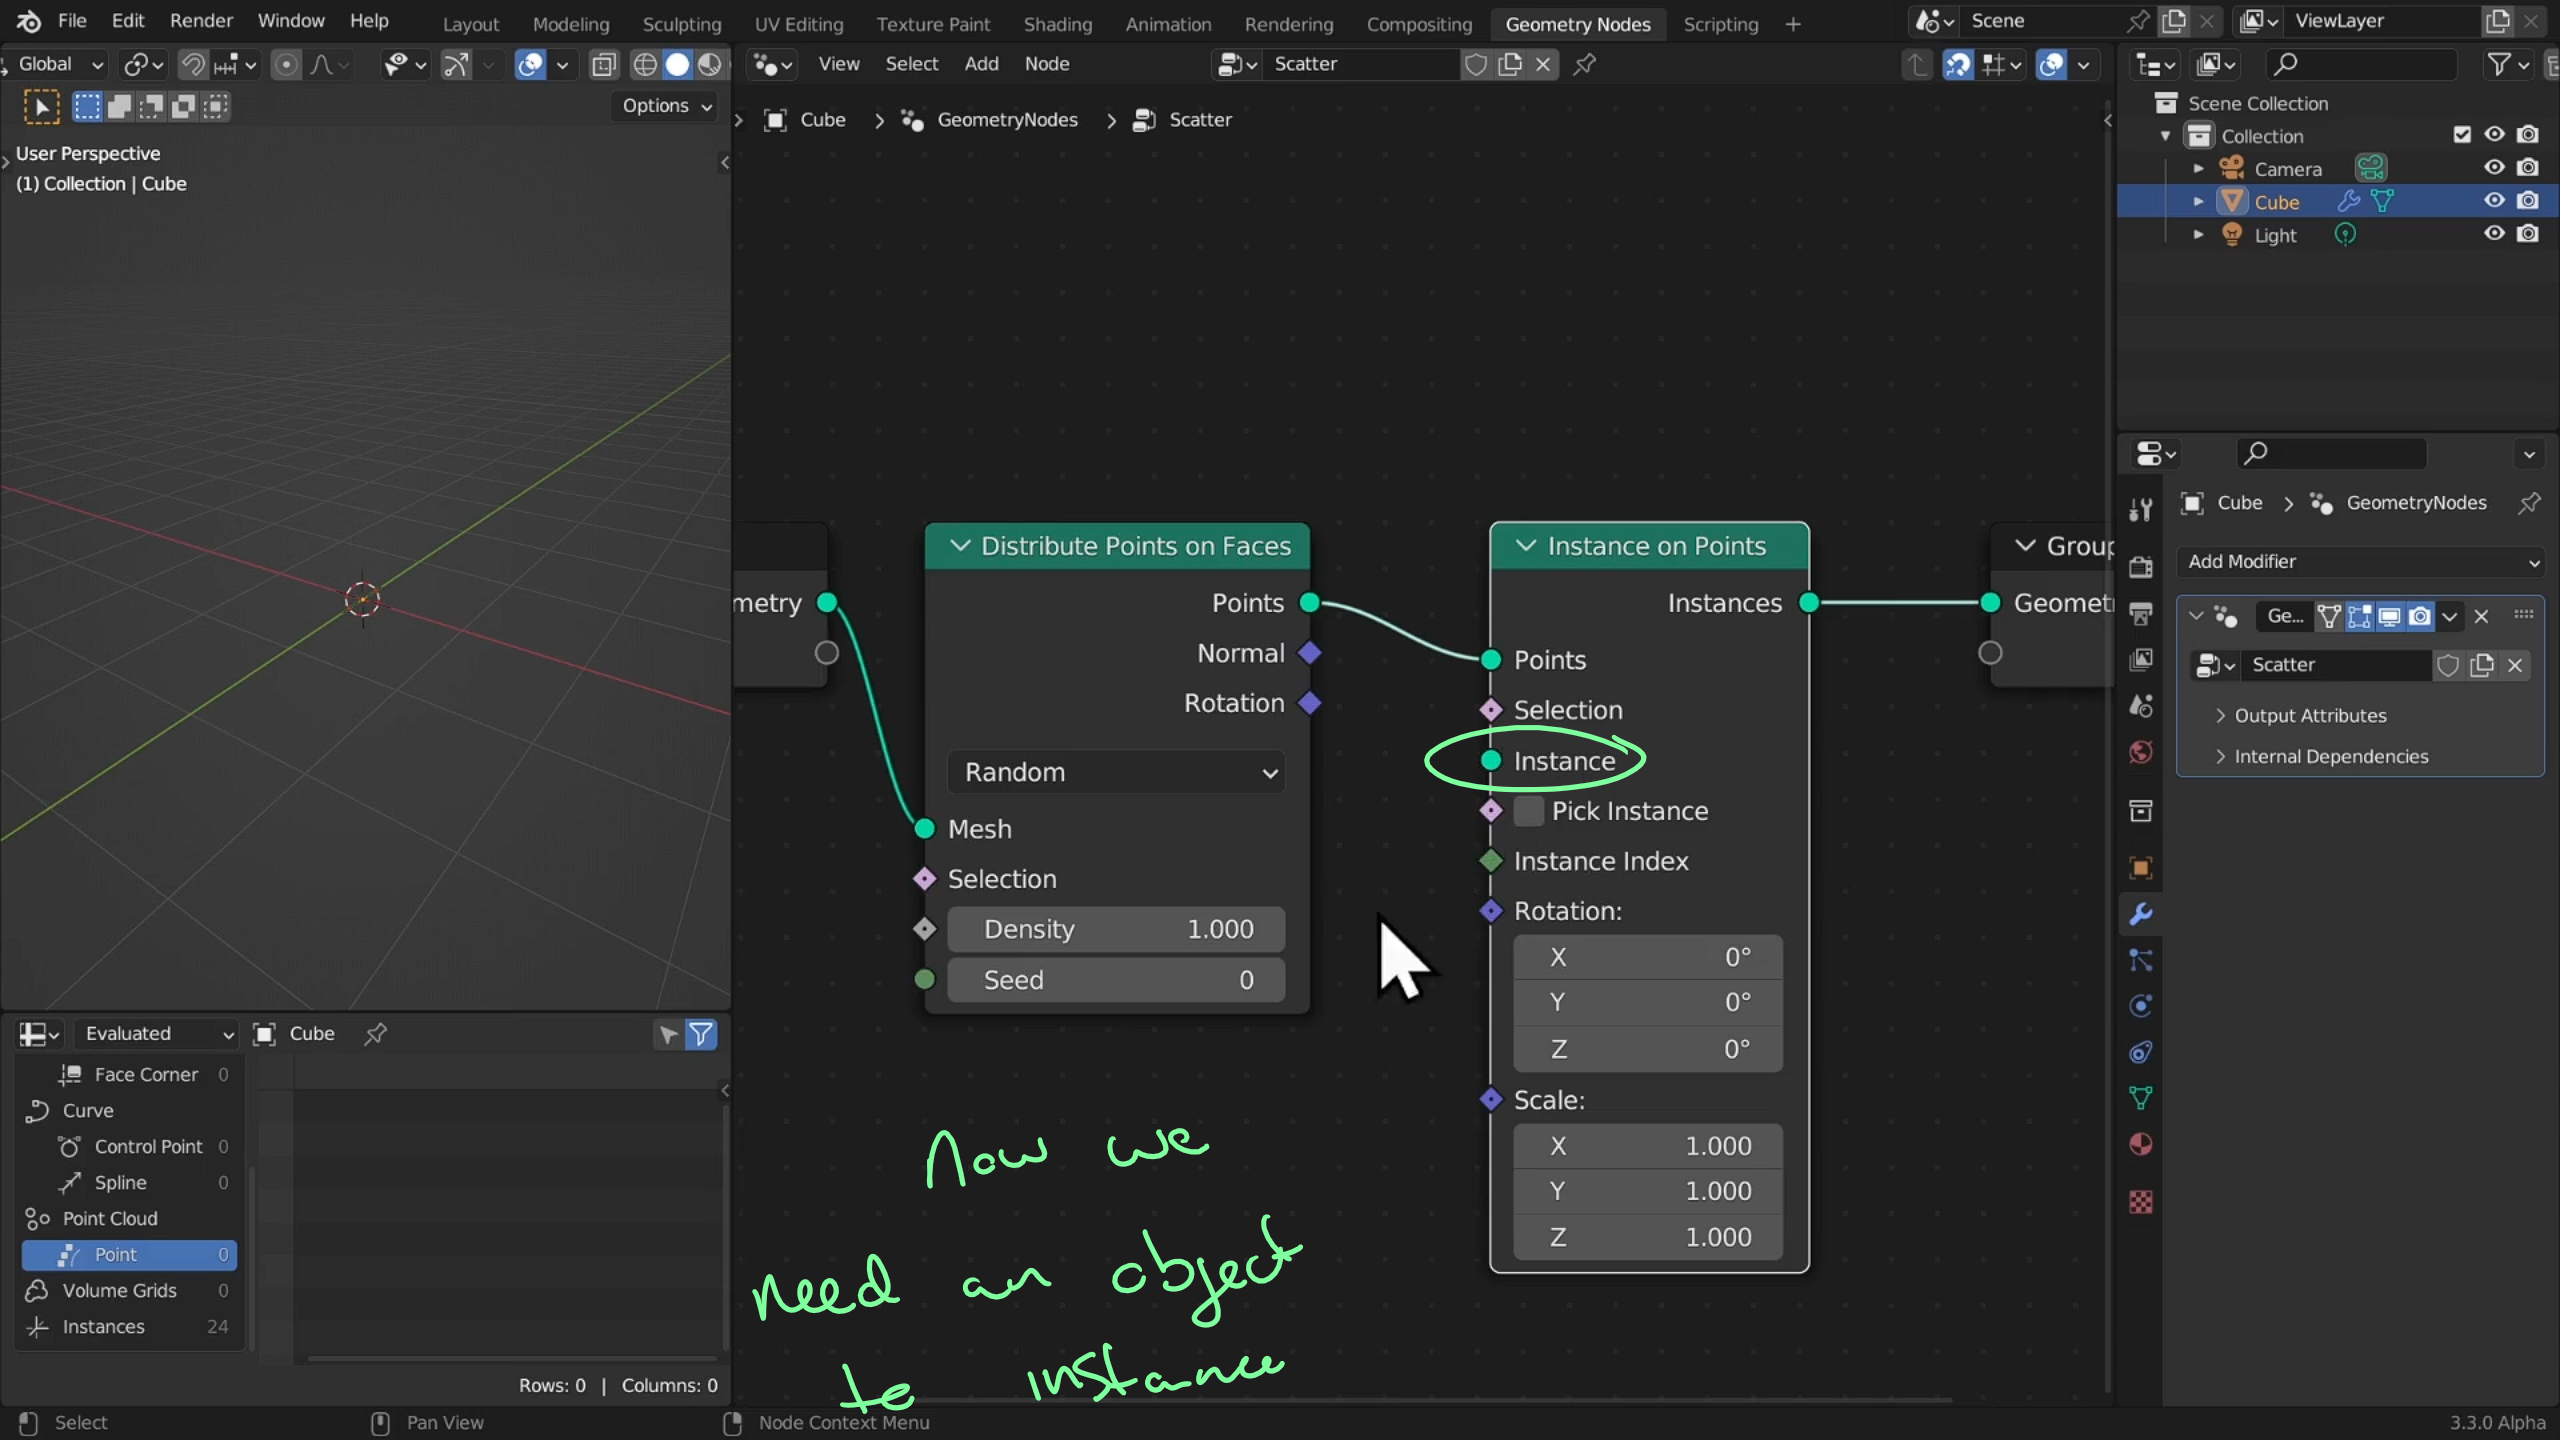 File Edit Render Window Help
Layout Modeling Sculpting UV Editing Texture Paint Shading Animation Rendering Compositing Geometry Nodes Scripting +
Scene
ViewLayer
Global
Options
User Perspective
(1) Collection | Cube
View Select Add Node
Scatter
Cube > GeometryNodes > Scatter
metry
Distribute Points on Faces
Points
Normal
Rotation
Random
Mesh
Selection
Density 1.000
Seed 0
Instance on Points
Instances
Points
Selection
Instance
Pick Instance
Instance Index
Rotation:
X 0°
Y 0°
Z 0°
Scale:
X 1.000
Y 1.000
Z 1.000
Group
Geomet
Now we
need an object
to instance
Evaluated
Cube
Face Corner 0
Curve
Control Point 0
Spline 0
Point Cloud
Point 0
Volume Grids 0
Instances 24
Rows: 0 | Columns: 0
Scene Collection
Collection
Camera
Cube
Light
Cube > GeometryNodes
Add Modifier
Ge...
Scatter
Output Attributes
Internal Dependencies
Select
Pan View
Node Context Menu
3.3.0 Alpha